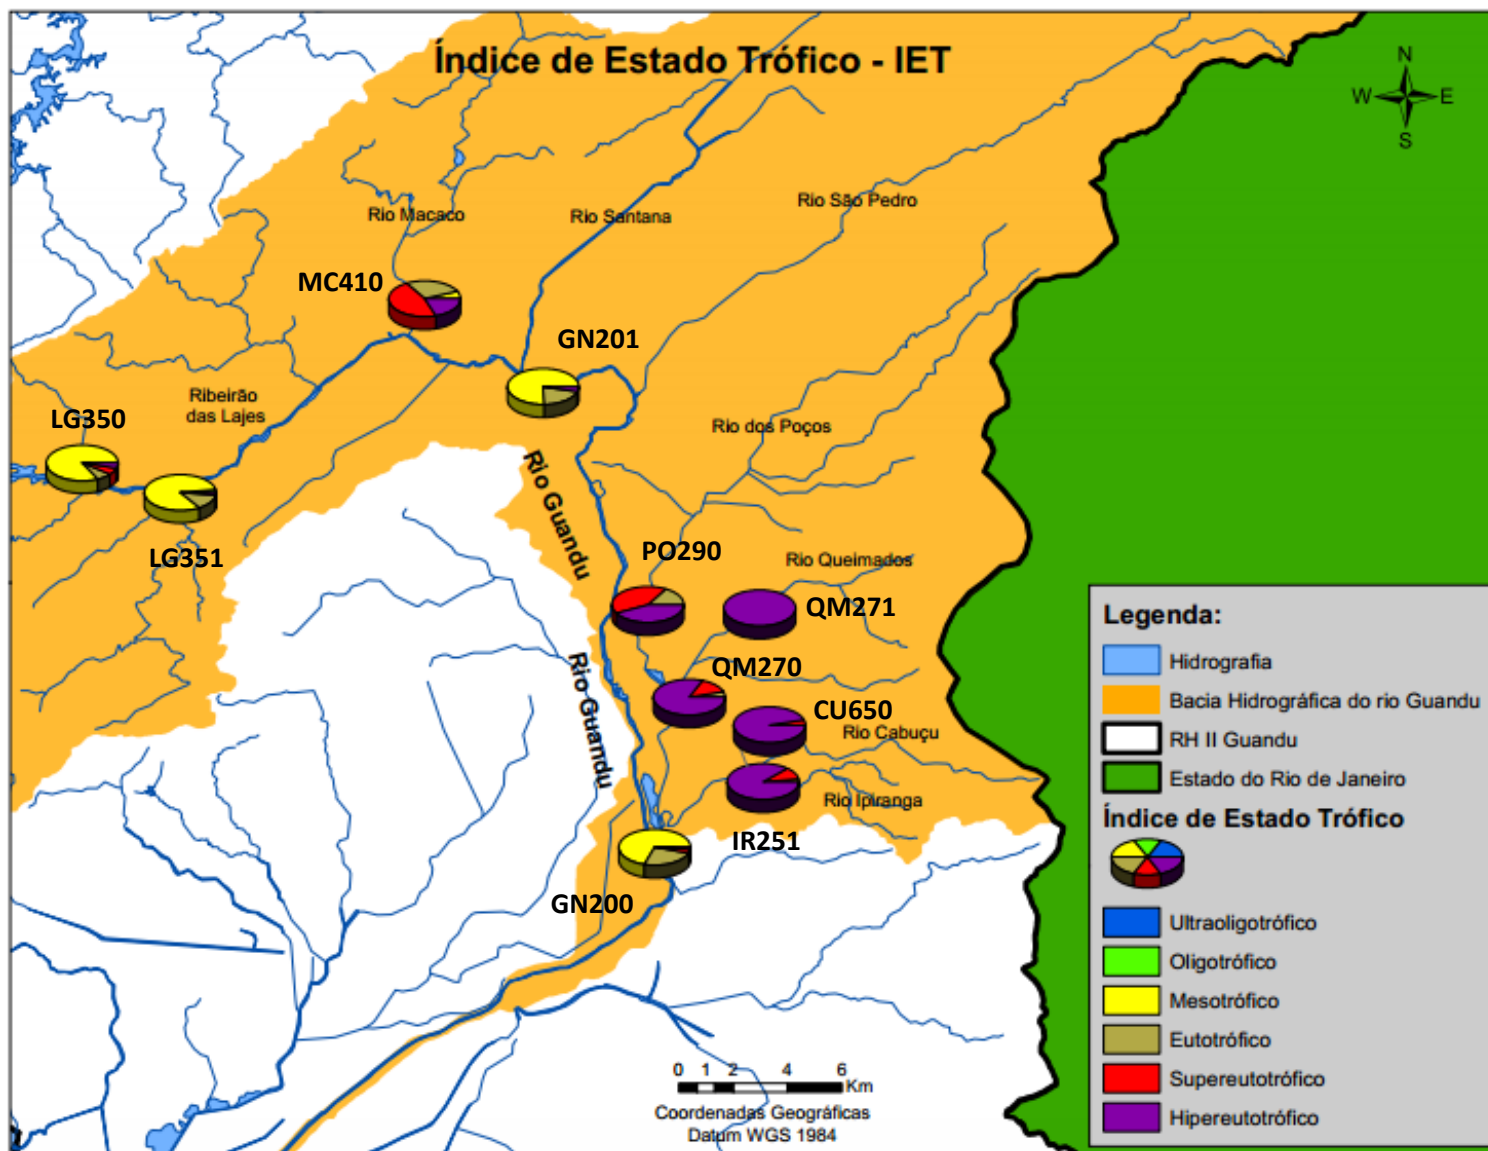 Índice de Estado Trófico - IET
N
W
E
S
Rio Macaco
Rio Santana
Rio São Pedro
MC410
GN201
Ribeirão
das Lajes
LG350
Rio dos Poços
LG351
Rio Guandu
PO290
Rio Queimados
QM271
Rio Guandu
QM270
CU650
Rio Cabuçu
Rio Ipiranga
IR251
GN200
0 1 2 4 6
Km
Coordenadas Geográficas
Datum WGS 1984
Legenda:
Hidrografia
Bacia Hidrográfica do rio Guandu
RH II Guandu
Estado do Rio de Janeiro
Índice de Estado Trófico
Ultraoligotrófico
Oligotrófico
Mesotrófico
Eutotrófico
Supereutotrófico
Hipereutotrófico